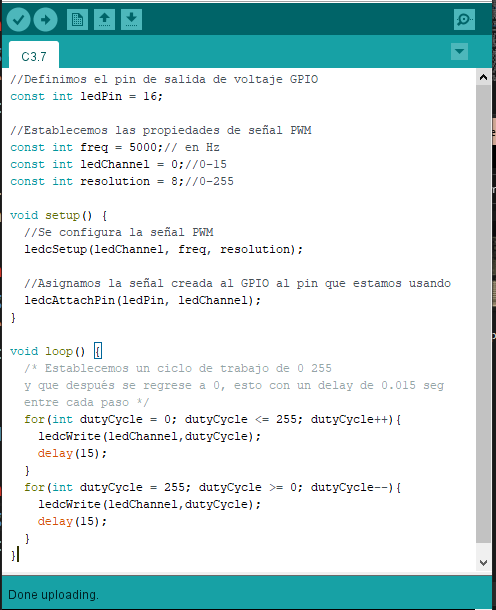 C3.7
//Definimos el pin de salida de voltaje GPIO
const int ledPin = 16;
//Establecemos las propiedades de señal PWM
const int freq = 5000;// en Hz
const int ledChannel = 0;//0-15
const int resolution = 8;//0-255
void setup() {
//Se configura la señal PWM
ledcSetup(ledChannel, freq, resolution);
//Asignamos la señal creada al GPIO al pin que estamos usando
ledcAttachPin(ledPin, ledChannel);
}
void loop() {
/* Establecemos un ciclo de trabajo de 0 255
y que después se regrese a 0, esto con un delay de 0.015 seg
entre cada paso */
for(int dutyCycle = 0; dutyCycle <= 255; dutyCycle++){
ledcWrite(ledChannel,dutyCycle);
delay(15);
}
for(int dutyCycle = 255; dutyCycle >= 0; dutyCycle--){
ledcWrite(ledChannel,dutyCycle);
delay(15);
}
}
Done uploading.